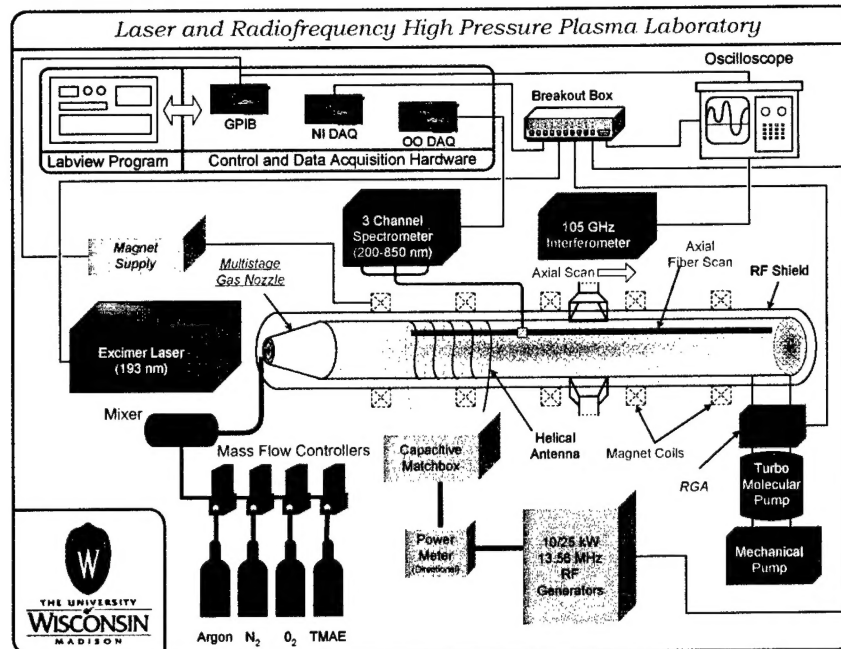 Laser and Radiofrequency High Pressure Plasma Laboratory
Oscilloscope
Breakout Box
GPIB
NI DAQ
OO DAQ
Labview Program
Control and Data Acquisition Hardware
3 Channel
Spectrometer
(200-850 nm)
105 GHz
Interferometer
Magnet
Supply
Multistage
Gas Nozzle
Axial Scan
Axial
Fiber Scan
RF Shield
Excimer Laser
(193 nm)
Mixer
Mass Flow Controllers
Capacitive
Matchbox
Helical
Antenna
Magnet Coils
RGA
Turbo
Molecular
Pump
Power
Meter
(Directional)
10/25 kW
13.56 MHz
RF
Generators
Mechanical
Pump
W
THE UNIVERSITY
of
WISCONSIN
MADISON
Argon N₂ 0₂ TMAE